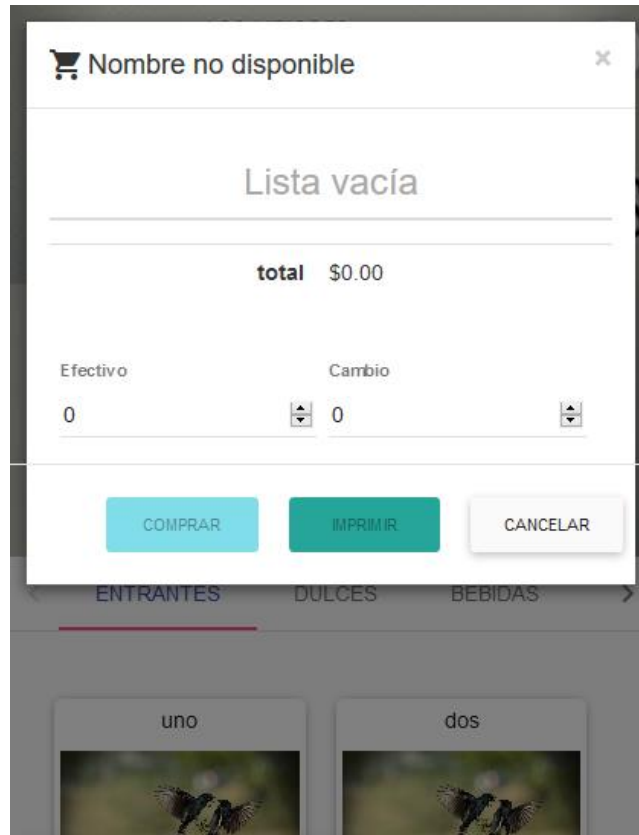 Nombre no disponible ×
Lista vacía
total $0.00
Efectivo Cambio
0 0
COMPRAR IMPRIMIR CANCELAR
ENTRANTES DULCES BEBIDAS
uno dos